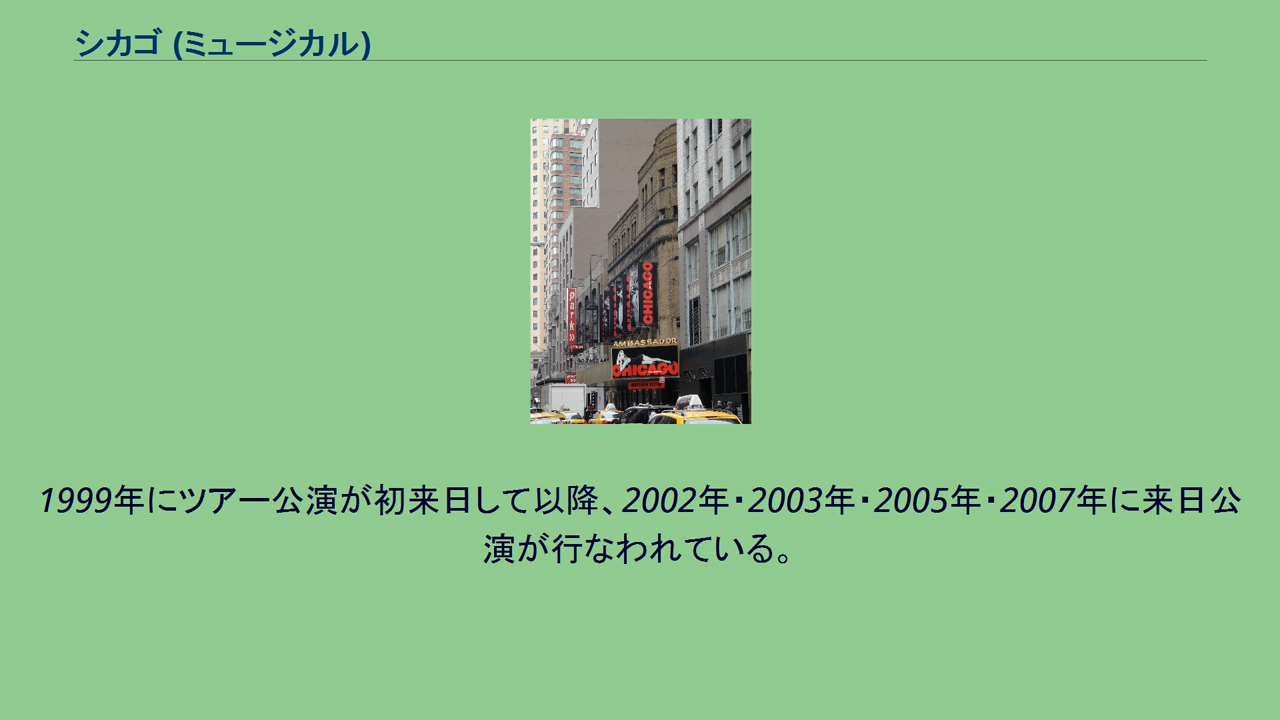 シカゴ (ミュージカル)
CHICAGO
park
AMBASSADOR
CHICAGO
1999年にツアー公演が初来日して以降、2002年・2003年・2005年・2007年に来日公
演が行なわれている。